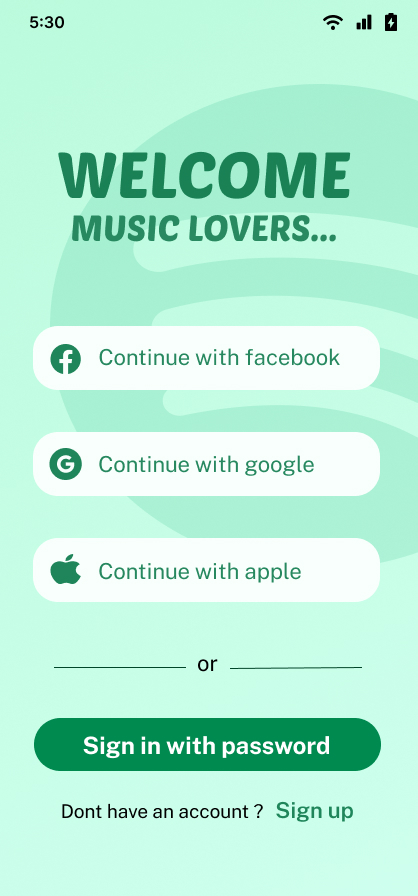 5:30
WELCOME
MUSIC LOVERS...
Continue with facebook
Continue with google
Continue with apple
or
Sign in with password
Dont have an account ? Sign up